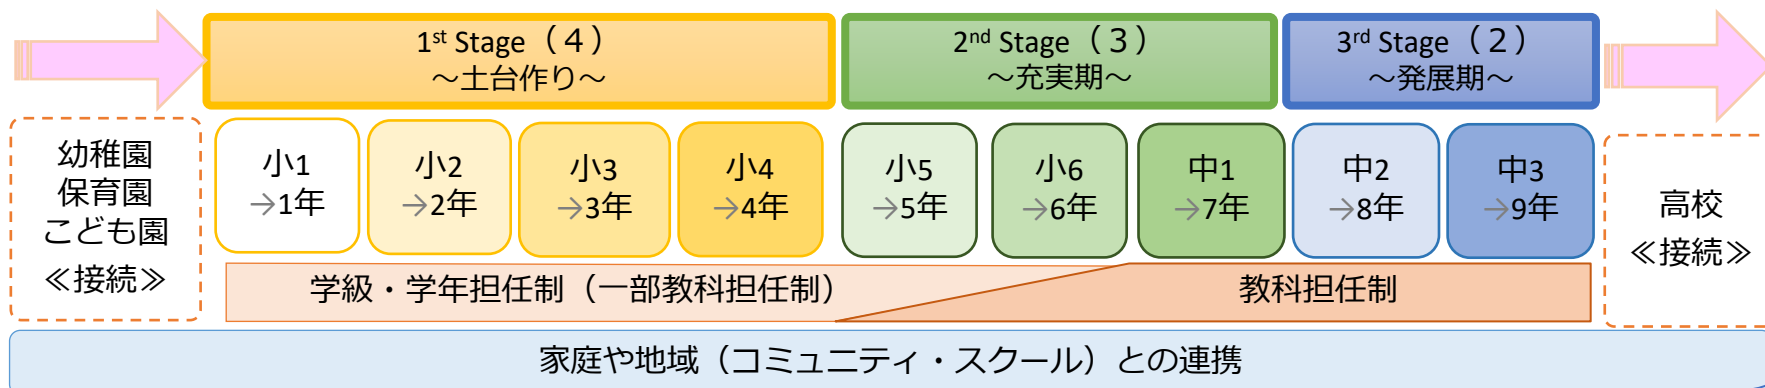 1st Stage（４）
～土台作り～
2nd Stage（３）
～充実期～
3rd Stage（２）
～発展期～
幼稚園
保育園
こども園
≪接続≫
小1
→1年
小2
→2年
小3
→3年
小4
→4年
小5
→5年
小6
→6年
中1
→7年
中2
→8年
中3
→9年
高校
≪接続≫
学級・学年担任制（一部教科担任制）
教科担任制
家庭や地域（コミュニティ・スクール）との連携